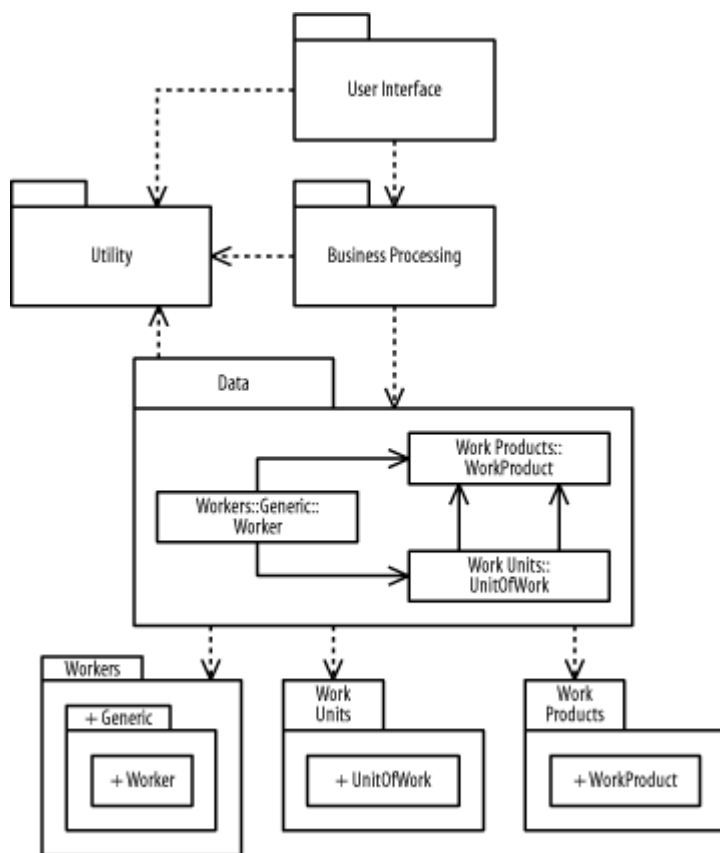 User Interface
Utility
Business Processing
Data
Work Products::
WorkProduct
Workers::Generic::
Worker
Work Units::
UnitOfWork
Workers
+ Generic
+ Worker
Work
Units
+ UnitOfWork
Work
Products
+ WorkProduct